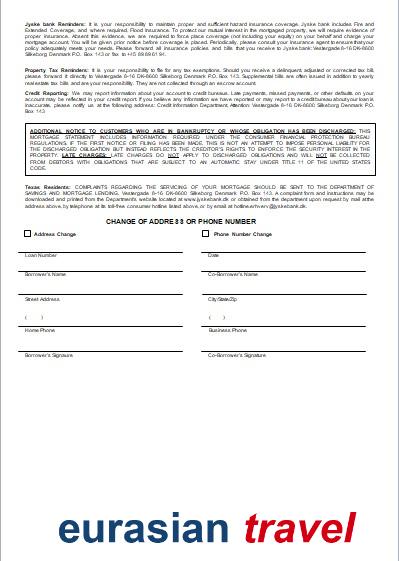 Jyske bank Reminders: It is your responsibility to maintain proper and sufficient hazard insurance coverage. Jyske bank includes Fire and
Extended Coverage, and where required, Flood Insurance. To protect our mutual interest in the mortgaged property, we will require evidence of
proper insurance. Absent this evidence, we are required to force place coverage (not including your equity) on your behalf and charge your
mortgage account. You will be given prior notice before coverage is placed. Periodically, please consult your insurance agent to ensure that your
policy adequately meets your needs. Please forward all insurance policies and bills that you are responsible for to Vestergade 8-16 DK-8600
Silkeborg Denmark P.O. Box 143 or fax to +45 89 89 61 94.
Property Tax Reminders: It is your responsibility to file for any tax exemptions. Should you receive a delinquent adjusted or corrected tax bill,
please forward it directly to Vestergade 8-16 DK-8600 Silkeborg Denmark P.O. Box 143. Supplemental bills are often issued in addition to yearly
real estate tax bills and are your responsibility. They are not collected through an escrow account.
Credit Reporting: We may report information about your account to credit bureaus. Late payments, missed payments, or other defaults on your
account may be reflected in your credit report. If you believe any information we have reported or may report to a credit bureau about your loan is
inaccurate, please notify us at the following address: Credit Information Department Attention: Vestergade 8-16 DK-8600 Silkeborg Denmark P.O.
Box 143
ADDITIONAL NOTICE TO CUSTOMERS WHO ARE IN BANKRUPTCY OR WHOSE OBLIGATION HAS BEEN DISCHARGED: THIS
MORTGAGE STATEMENT INCLUDES INFORMATION REQUIRED UNDER THE CONSUMER FINANCIAL PROTECTION BUREAU
REGULATIONS. IF THE FIRST NOTICE OR FILING HAS BEEN MADE, THIS IS NOT AN ATTEMPT TO IMPOSE PERSONAL LIABILITY FOR
THE DISCHARGED OBLIGATION BUT INSTEAD REFLECTS THE CREDITOR'S RIGHTS TO ENFORCE THE SECURITY INTEREST IN THE
PROPERTY. LATE CHARGES: LATE CHARGES DO NOT APPLY TO DISCHARGED OBLIGATIONS AND WILL NOT BE COLLECTED
FROM DEBTORS WITH OBLIGATIONS THAT ARE SUBJECT TO AN AUTOMATIC STAY UNDER TITLE 11 OF THE UNITED STATES
CODE.
Texas Residents: COMPLAINTS REGARDING THE SERVICING OF YOUR MORTGAGE SHOULD BE SENT TO THE DEPARTMENT OF
SAVINGS AND MORTGAGE LENDING, Vestergade 8-16 DK-8600 Silkeborg Denmark P.O. Box 143. A complaint form and instructions may be
downloaded and printed from the Department's website located at www.jyskebank.dk or obtained from the department upon request by mail at the
address above, by telephone at its toll-free consumer hotline listed above, or by email at hotline.erhverv@jyskebank.dk.
CHANGE OF ADDRESS OR PHONE NUMBER
Address Change Phone Number Change
Loan Number Date
Borrower's Name Co-Borrower's Name
Street Address City/State/Zip
( ) ( )
Home Phone Business Phone
Borrower's Signature Co-Borrower's Signature
eurasian travel